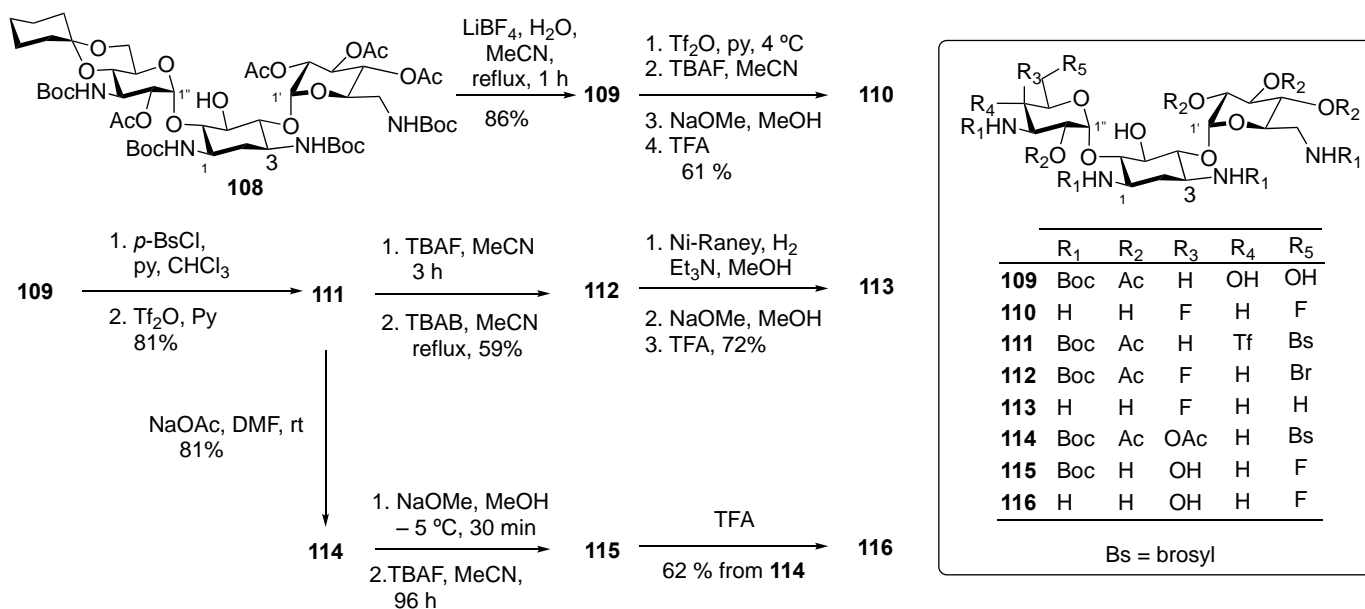 LiBF4, H2O,
MeCN,
reflux, 1 h
86%
109
1. Tf2O, py, 4 ºC
2. TBAF, MeCN
3. NaOMe, MeOH
4. TFA
61 %
110
O
O
O
BocHN
AcO
1"
O
HO
BocHN
1
3
NHBoc
O
1'
O
AcO
OAc
OAc
NHBoc
108
109
1. p-BsCl,
py, CHCl3
2. Tf2O, Py
81%
111
1. TBAF, MeCN
3 h
2. TBAB, MeCN
reflux, 59%
112
1. Ni-Raney, H2
Et3N, MeOH
2. NaOMe, MeOH
3. TFA, 72%
113
NaOAc, DMF, rt
81%
114
1. NaOMe, MeOH
– 5 ºC, 30 min
2.TBAF, MeCN,
96 h
115
TFA
62 % from 114
116
R3 R5
R4
O
R1HN
R2O
1"
O
HO
R1HN
1
3
NHR1
O
1'
O
R2O
OR2
OR2
NHR1
R1 R2 R3 R4 R5
109 Boc Ac H OH OH
110 H H F H F
111 Boc Ac H Tf Bs
112 Boc Ac F H Br
113 H H F H H
114 Boc Ac OAc H Bs
115 Boc H OH H F
116 H H OH H F
Bs = brosyl